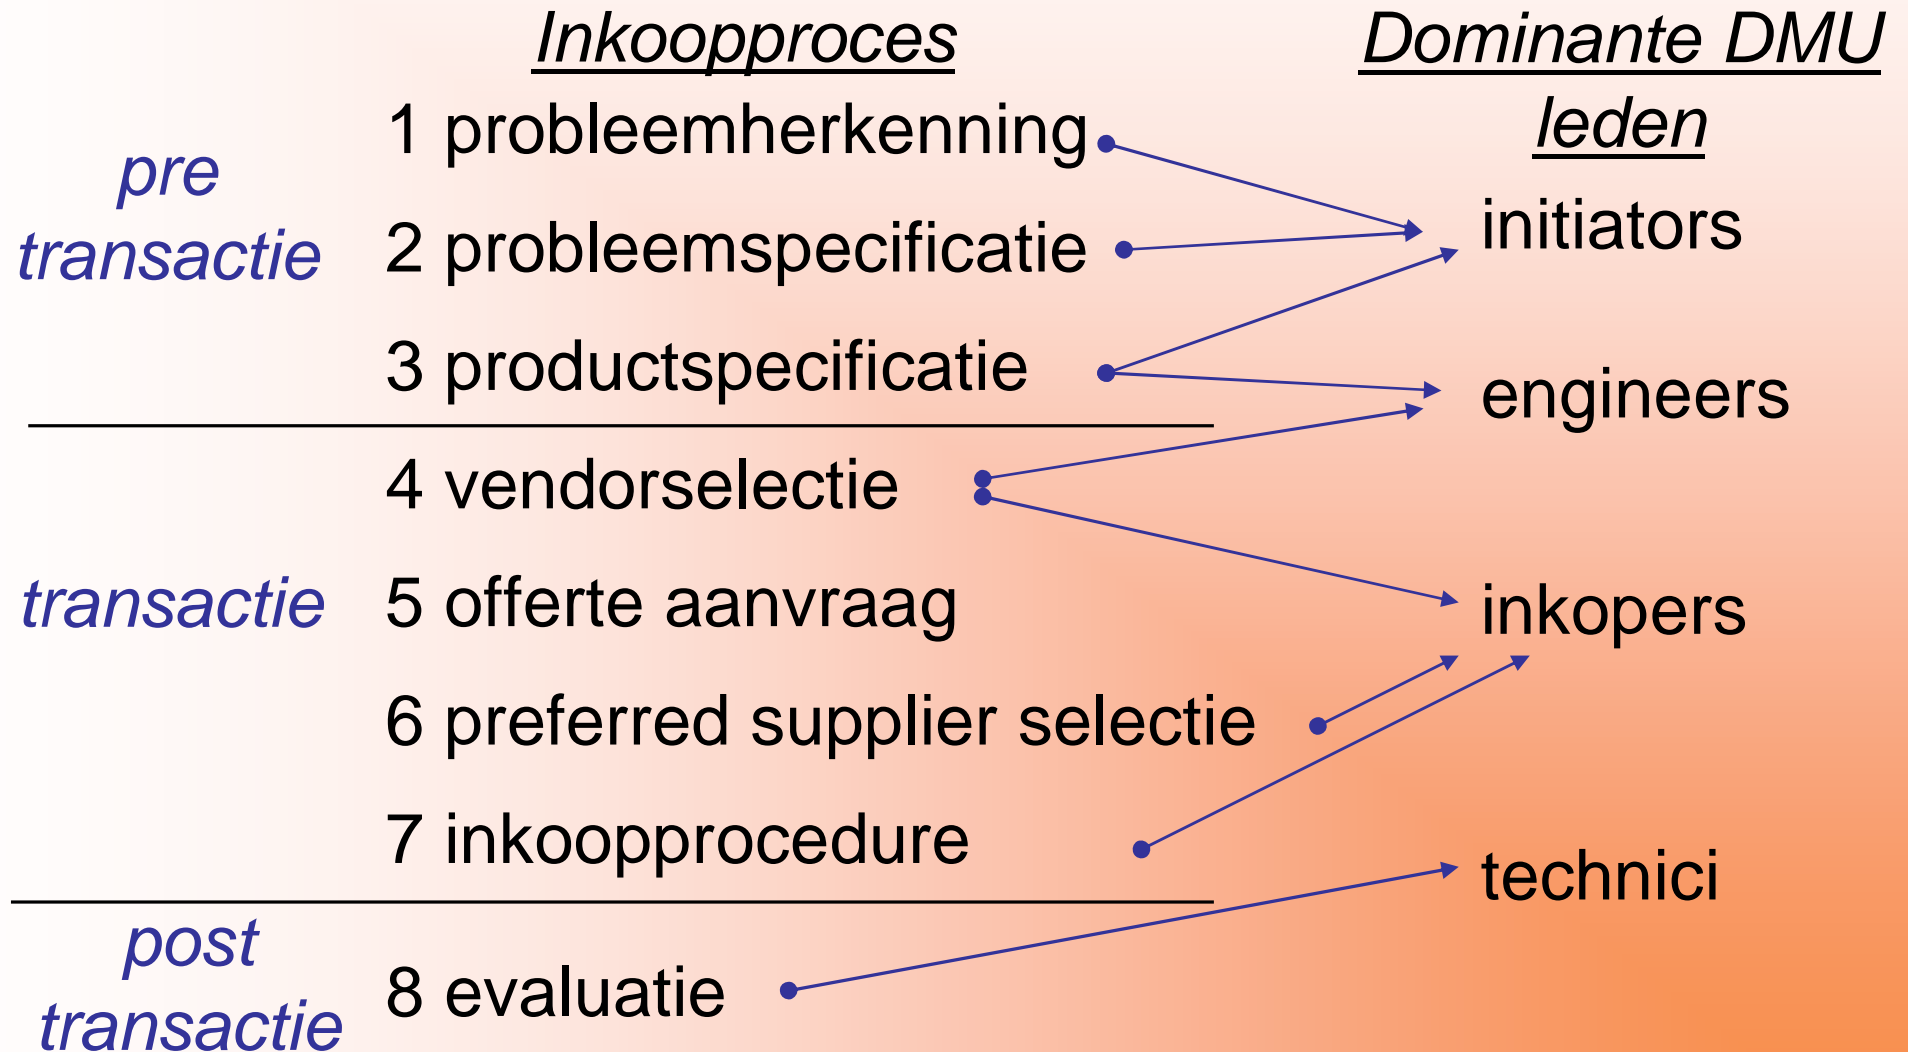 Inkoopproces
Dominante DMU
leden
pre
transactie
1 probleemherkenning
2 probleemspecificatie
3 productspecificatie
initiators
engineers
transactie
4 vendorselectie
5 offerte aanvraag
6 preferred supplier selectie
7 inkoopprocedure
inkopers
technici
post
transactie
8 evaluatie